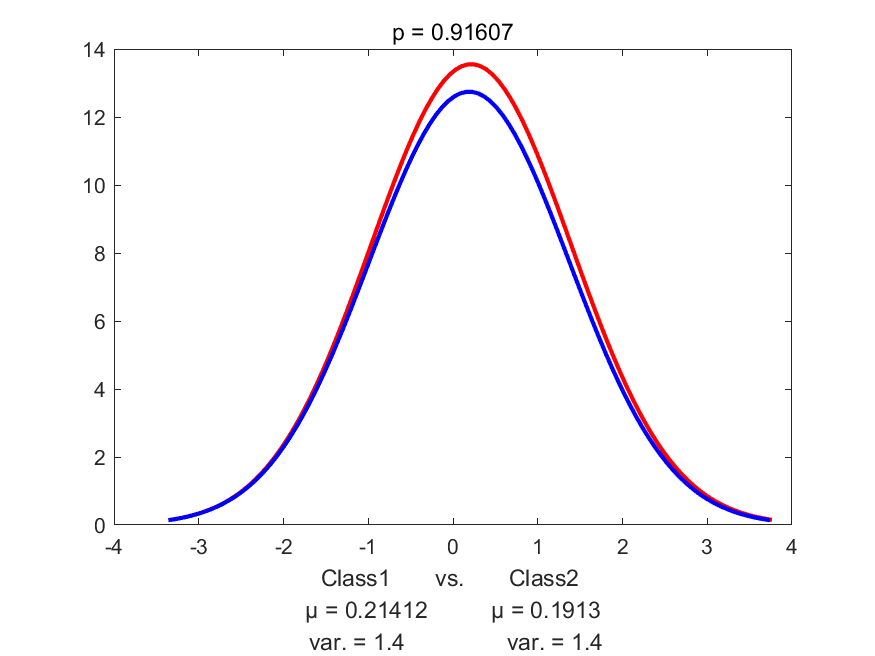 p = 0.91607
14
12
10
8
6
4
2
0
-4 -3 -2 -1 0 1 2 3 4
Class1 vs. Class2
μ = 0.21412 μ = 0.1913
var. = 1.4 var. = 1.4